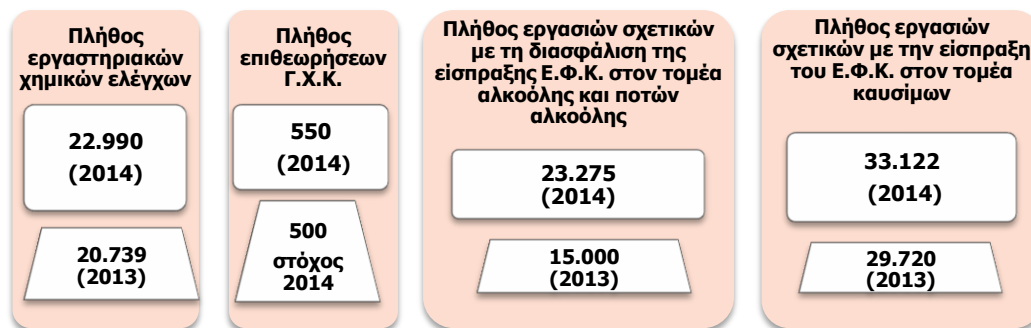 Πλήθος
εργαστηριακών
χημικών ελέγχων
22.990
(2014)
20.739
(2013)
Πλήθος
επιθεωρήσεων
Γ.Χ.Κ.
550
(2014)
500
στόχος
2014
Πλήθος εργασιών σχετικών
με τη διασφάλιση της
είσπραξης Ε.Φ.Κ. στον τομέα
αλκοόλης και ποτών
αλκοόλης
23.275
(2014)
15.000
(2013)
Πλήθος εργασιών
σχετικών με την είσπραξη
του Ε.Φ.Κ. στον τομέα
καυσίμων
33.122
(2014)
29.720
(2013)